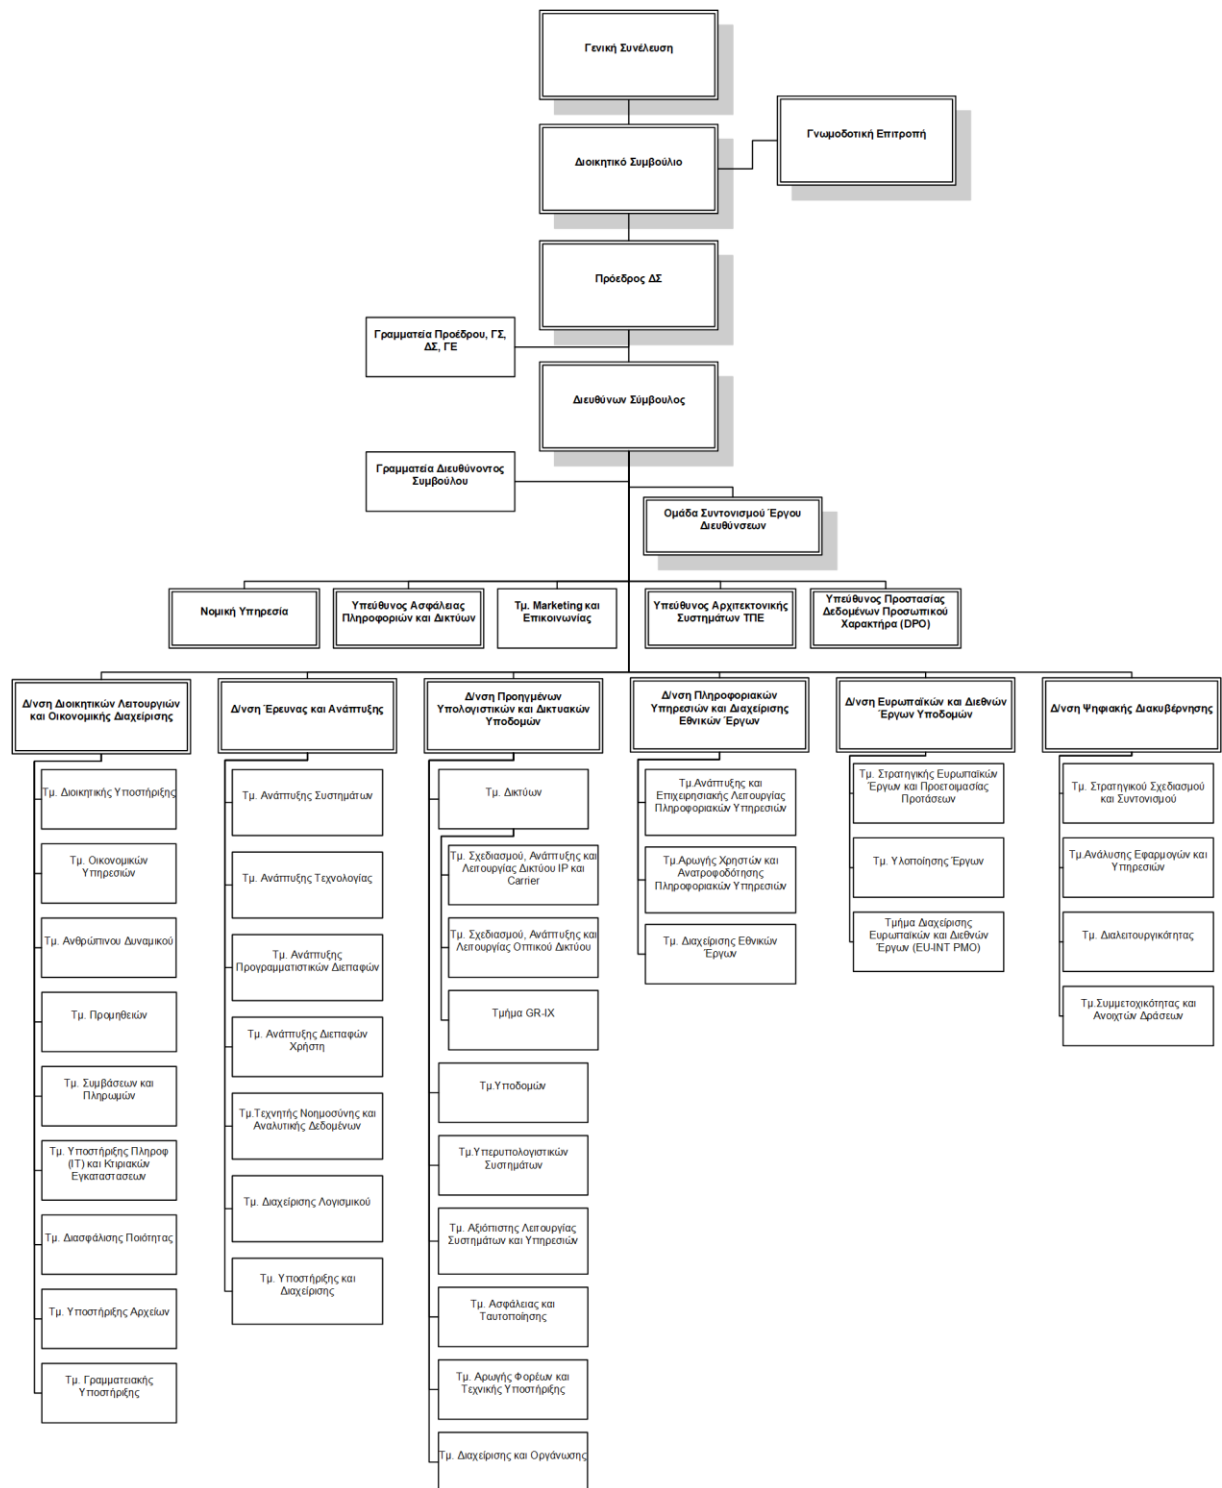 Γενική Συνέλευση
Γνωμοδοτική Επιτροπή
Διοικητικό Συμβούλιο
Πρόεδρος ΔΣ
Γραμματεία Προέδρου, ΓΣ,
ΔΣ, ΓΕ
Διευθύνων Σύμβουλος
Γραμματεία Διευθύνοντος
Συμβούλου
Ομάδα Συντονισμού Έργου
Διευθύνσεων
Νομική Υπηρεσία
Υπεύθυνος Ασφάλειας
Πληροφοριών και Δικτύων
Τμ. Marketing και
Επικοινωνίας
Υπεύθυνος Αρχιτεκτονικής
Συστημάτων ΤΠΕ
Υπεύθυνος Προστασίας
Δεδομένων Προσωπικού
Χαρακτήρα (DPO)
Δ/νση Διοικητικών Λειτουργιών
και Οικονομικής Διαχείρισης
Τμ. Διοικητικής Υποστήριξης
Τμ. Οικονομικών
Υπηρεσιών
Τμ. Ανθρώπινου Δυναμικού
Τμ. Προμηθειών
Τμ. Συμβάσεων και
Πληρωμών
Τμ. Υποστήριξης Πληροφ
(ΙΤ) και Κτιριακών
Εγκαταστασεων
Τμ. Διασφάλισης Ποιότητας
Τμ. Υποστήριξης Αρχείων
Τμ. Γραμματειακής
Υποστήριξης
Δ/νση Έρευνας και Ανάπτυξης
Τμ. Ανάπτυξης Συστημάτων
Τμ. Ανάπτυξης Τεχνολογίας
Τμ. Ανάπτυξης
Προγραμματιστικών Διεπαφών
Τμ. Ανάπτυξης Διεπαφών
Χρήστη
Τμ.Τεχνητής Νοημοσύνης και
Αναλυτικής Δεδομένων
Τμ. Διαχείρισης Λογισμικού
Τμ. Υποστήριξης και
Διαχείρισης
Δ/νση Προηγμένων
Υπολογιστικών και Δικτυακών
Υποδομών
Τμ. Δικτύων
Τμ. Σχεδιασμού, Ανάπτυξης και
Λειτουργίας Δικτύου IP και
Carrier
Τμ. Σχεδιασμού, Ανάπτυξης και
Λειτουργίας Οπτικού Δικτύου
Τμήμα GR-IX
Τμ.Υποδομών
Τμ.Υπερυπολογιστικών
Συστημάτων
Τμ. Αξιόπιστης Λειτουργίας
Συστημάτων και Υπηρεσιών
Τμ. Ασφάλειας και
Ταυτοποίησης
Τμ. Αρωγής Φορέων και
Τεχνικής Υποστήριξης
Τμ. Διαχείρισης και Οργάνωσης
Δ/νση Πληροφοριακών
Υπηρεσιών και Διαχείρισης
Εθνικών Έργων
Τμ.Ανάπτυξης και
Επιχειρησιακής Λειτουργίας
Πληροφοριακών Υπηρεσιών
Τμ.Αρωγής Χρηστών και
Ανατροφοδότησης
Πληροφοριακών Υπηρεσιών
Τμ. Διαχείρισης Εθνικών
Έργων
Δ/νση Ευρωπαϊκών και Διεθνών
Έργων Υποδομών
Τμ. Στρατηγικής Ευρωπαϊκών
Έργων και Προετοιμασίας
Προτάσεων
Τμ. Υλοποίησης Έργων
Τμήμα Διαχείρισης
Ευρωπαϊκών και Διεθνών
Έργων (EU-INT PMO)
Δ/νση Ψηφιακής Διακυβέρνησης
Τμ. Στρατηγικού Σχεδιασμού
και Συντονισμού
Τμ.Ανάλυσης Εφαρμογών και
Υπηρεσιών
Τμ. Διαλειτουργικότητας
Τμ.Συμμετοχικότητας και
Ανοιχτών Δράσεων